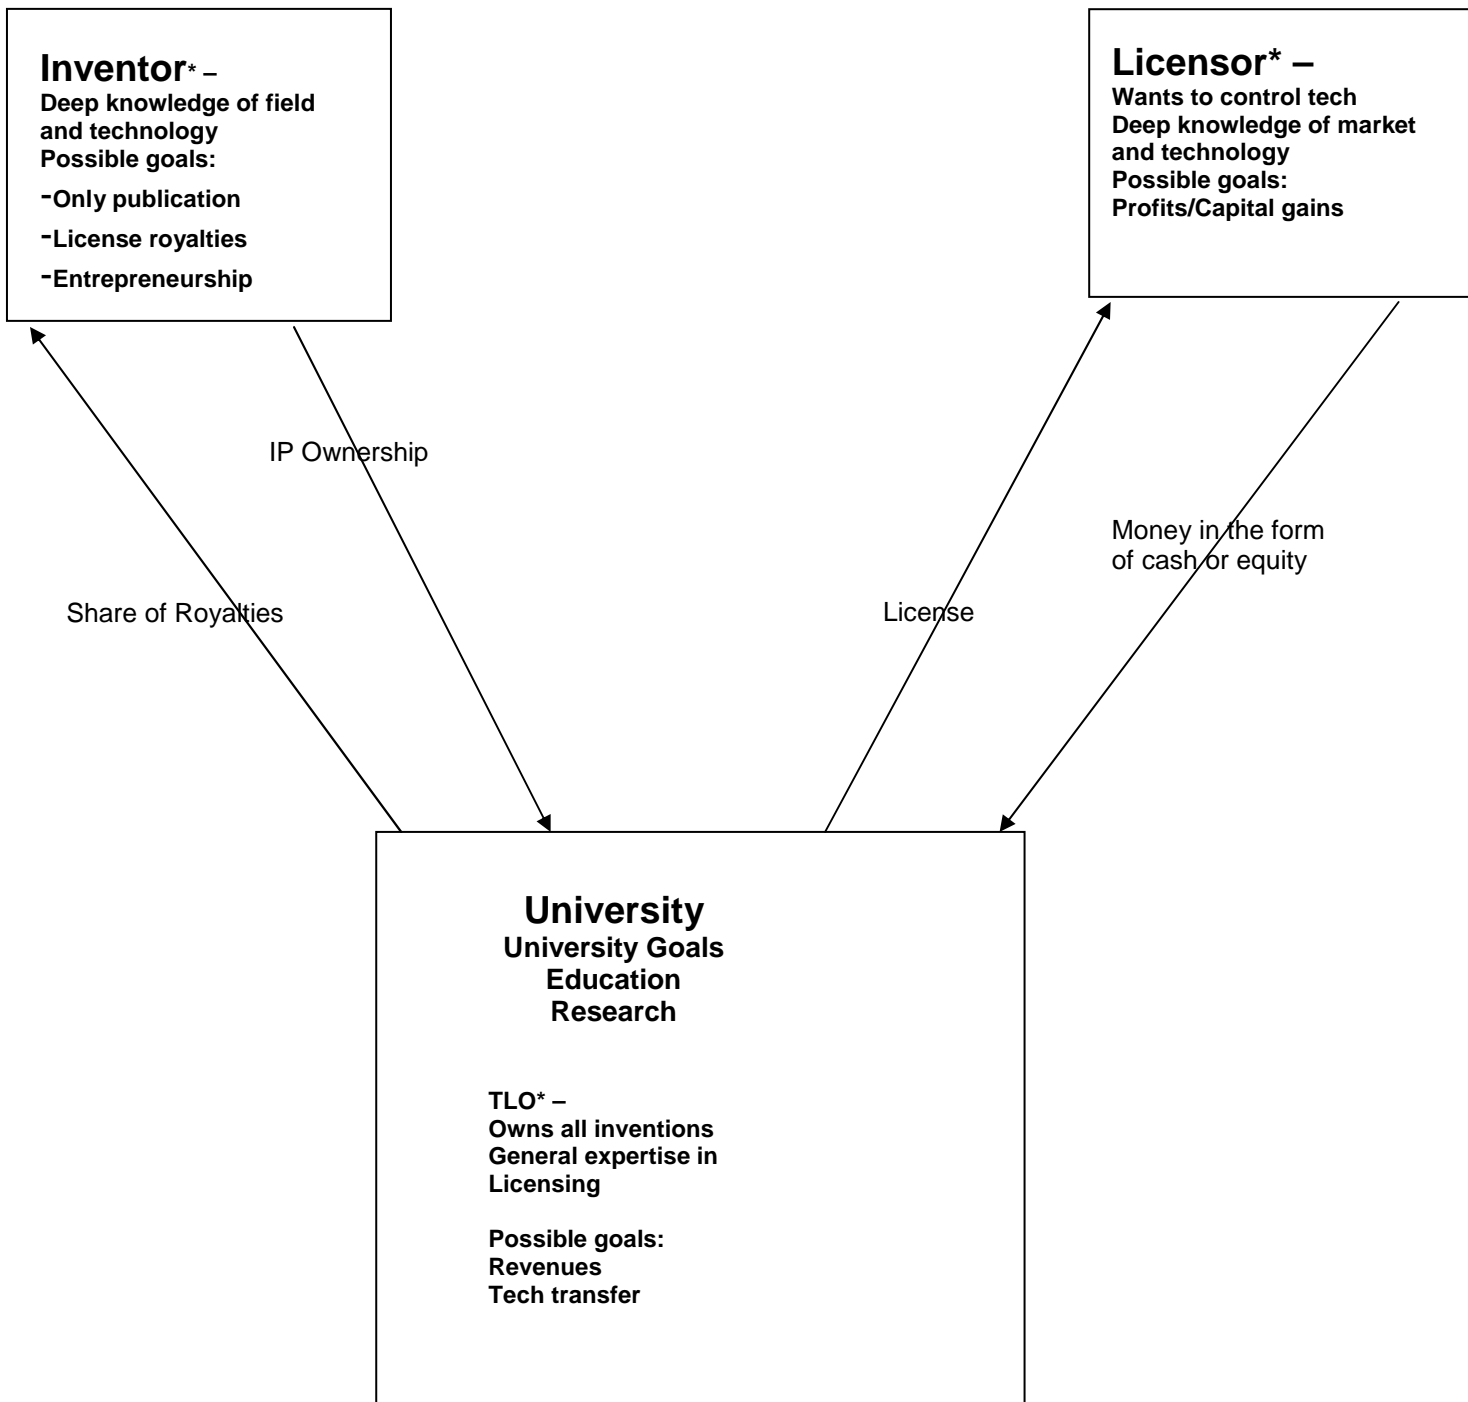 Inventor* –
Deep knowledge of field
and technology
Possible goals:
-Only publication
-License royalties
-Entrepreneurship
Licensor* –
Wants to control tech
Deep knowledge of market
and technology
Possible goals:
Profits/Capital gains
IP Ownership
Share of Royalties
License
Money in the form
of cash or equity
University
University Goals
Education
Research
TLO* –
Owns all inventions
General expertise in
Licensing
Possible goals:
Revenues
Tech transfer